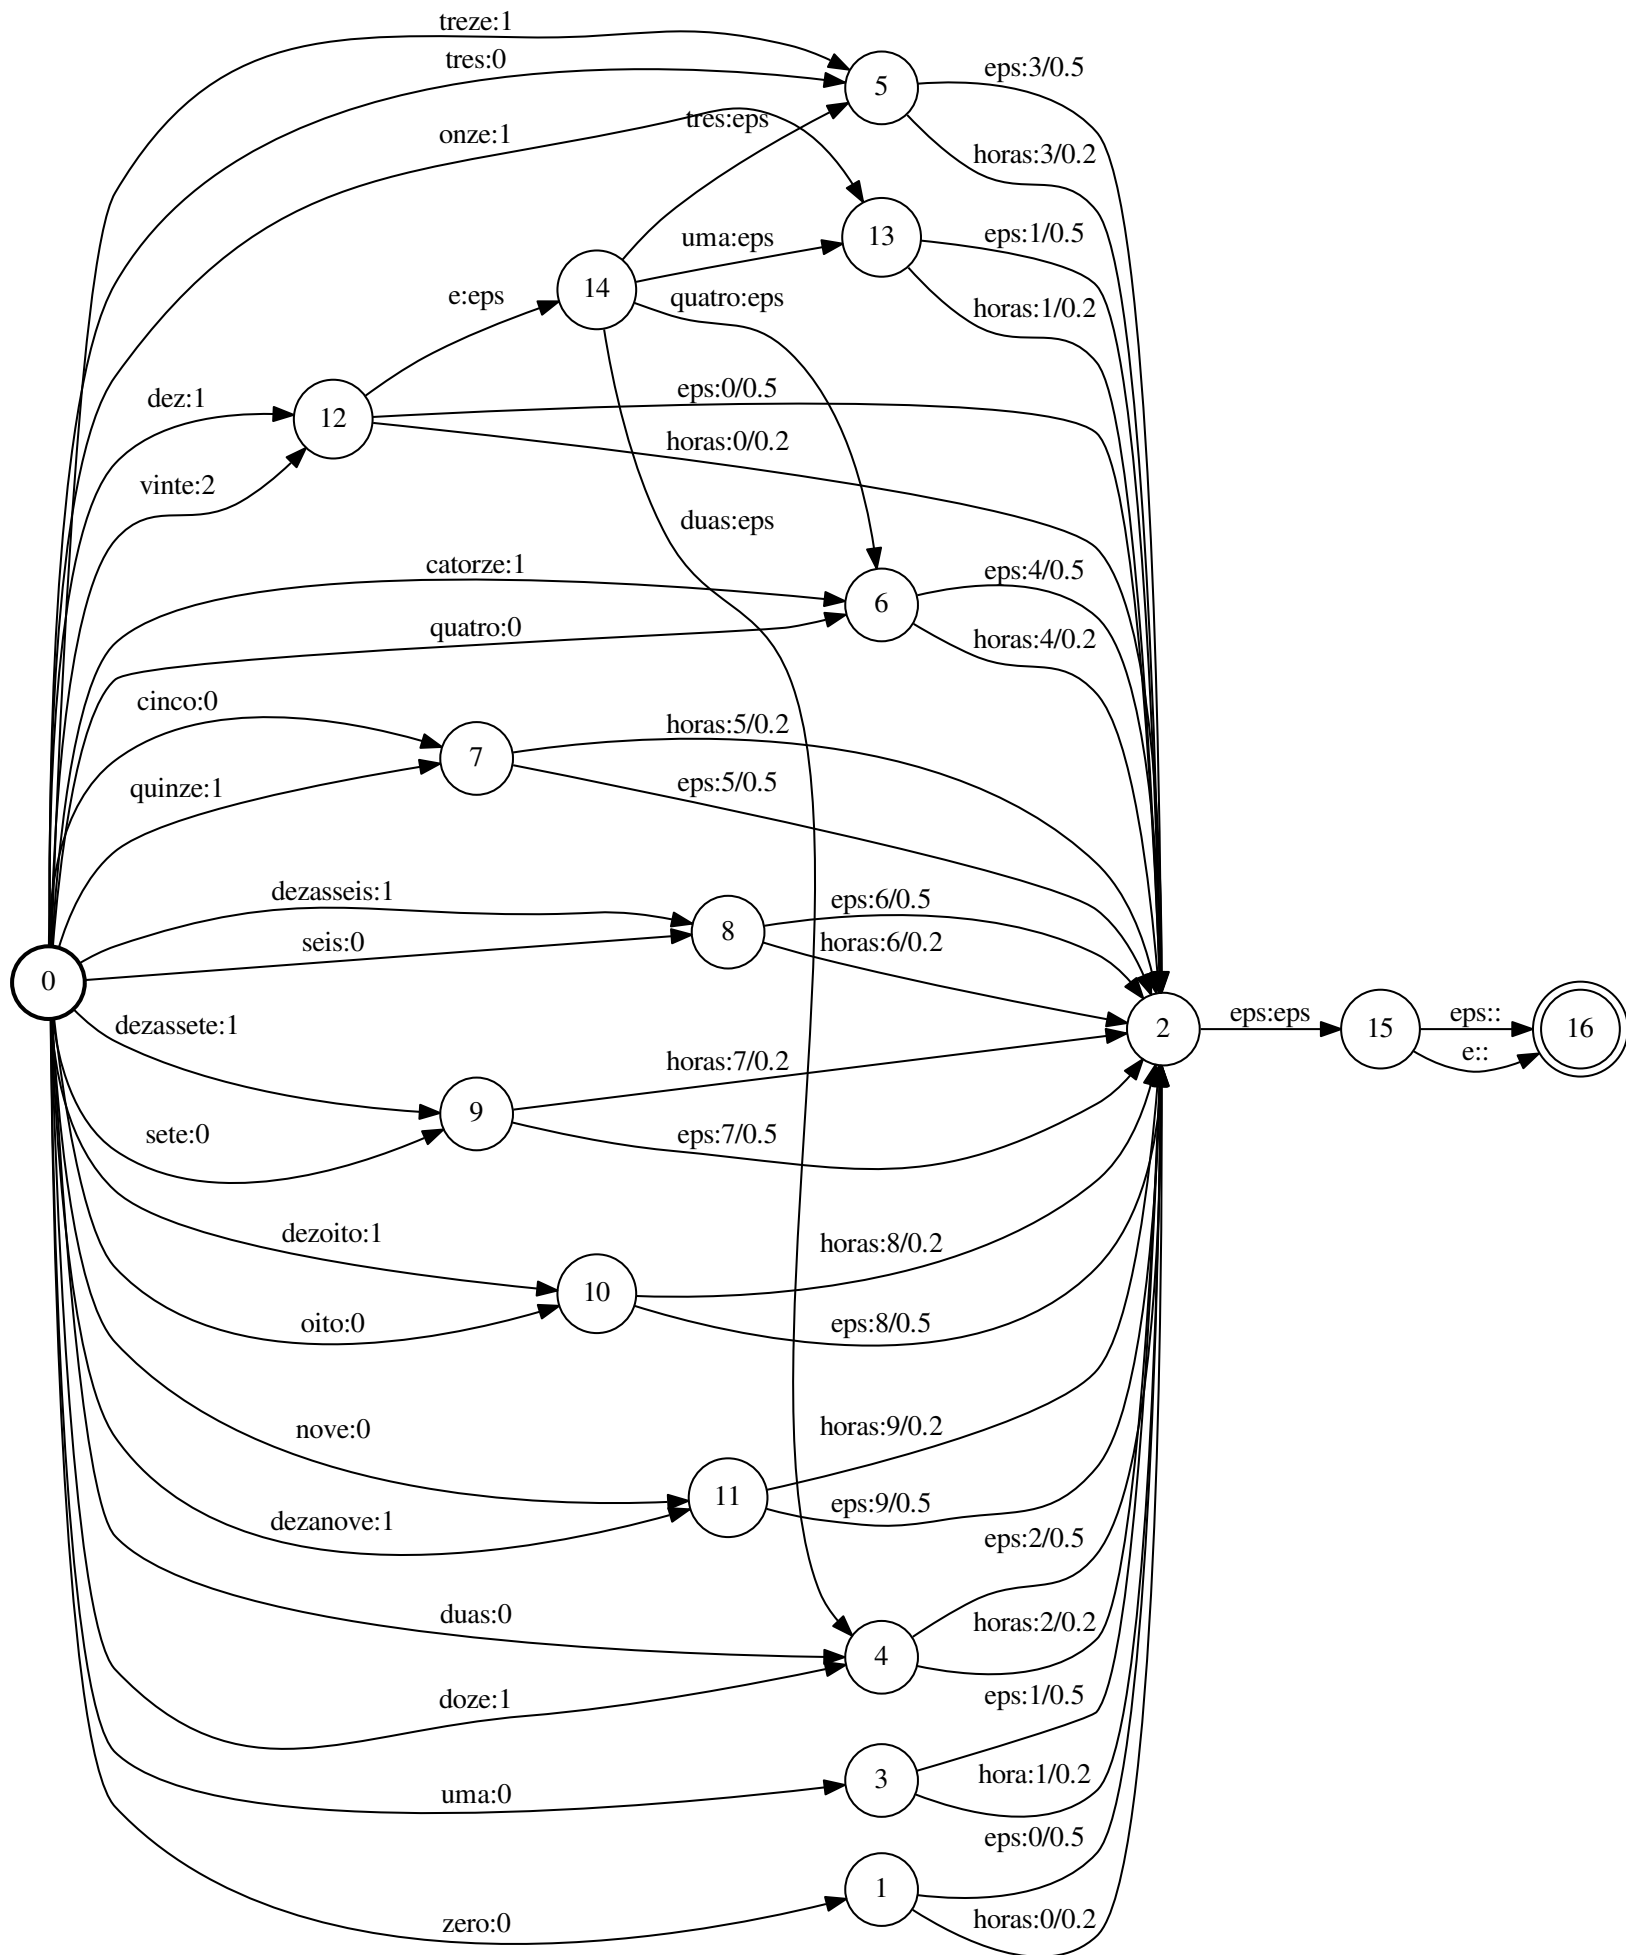 treze:1
tres:0
onze:1
tres:eps
5
eps:3/0.5
horas:3/0.2
uma:eps
13
eps:1/0.5
horas:1/0.2
e:eps
14
quatro:eps
dez:1
12
eps:0/0.5
horas:0/0.2
vinte:2
duas:eps
catorze:1
quatro:0
6
eps:4/0.5
horas:4/0.2
cinco:0
quinze:1
7
horas:5/0.2
eps:5/0.5
dezasseis:1
seis:0
8
eps:6/0.5
horas:6/0.2
0
dezassete:1
sete:0
9
horas:7/0.2
eps:7/0.5
2
eps:eps
15
eps::
e::
16
dezoito:1
oito:0
10
horas:8/0.2
eps:8/0.5
nove:0
dezanove:1
11
horas:9/0.2
eps:9/0.5
duas:0
doze:1
4
eps:2/0.5
horas:2/0.2
uma:0
3
eps:1/0.5
hora:1/0.2
zero:0
1
eps:0/0.5
horas:0/0.2